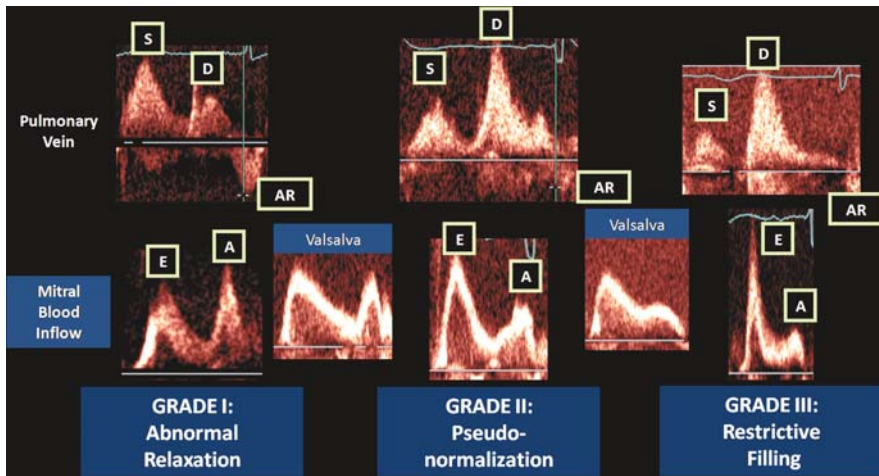 S
D
AR
Pulmonary
Vein
S
D
AR
S
D
AR
E
A
Valsalva
E
A
Valsalva
E
A
Mitral
Blood
Inflow
GRADE I:
Abnormal
Relaxation
GRADE II:
Pseudo-
normalization
GRADE III:
Restrictive
Filling